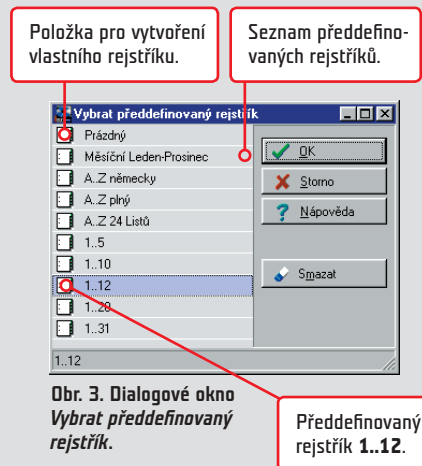 Položka pro vytvoření
vlastního rejstříku.
Seznam předdefino-
vaných rejstříků.
Vybrat předdefinovaný rejstřík
Prázdný
Měsíční Leden-Prosinec
A..Z německy
A..Z plný
A..Z 24 Listů
1..5
1..10
1..12
1..20
1..31
OK
Storno
Nápověda
Smazat
1..12
Obr. 3. Dialogové okno
Vybrat předdefinovaný
rejstřík.
Předdefinovaný
rejstřík 1..12.